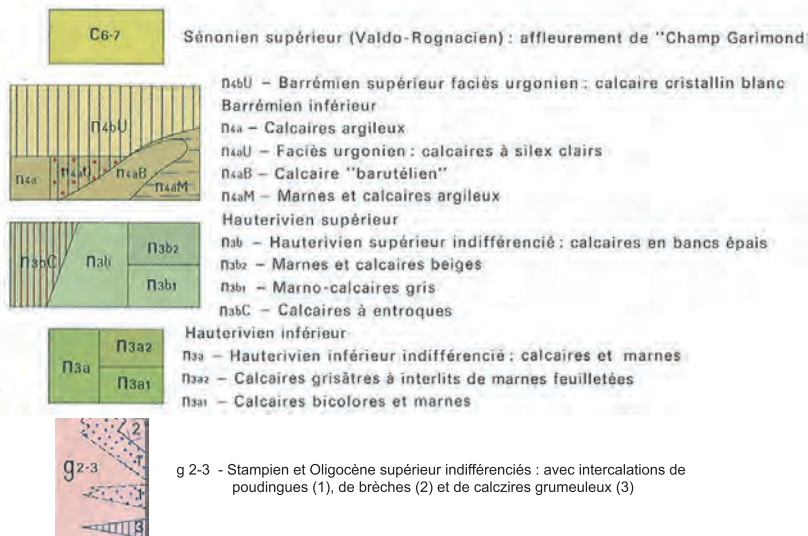 C6-7 Sénonien supérieur (Valdo-Rognacien) : affleurement de "Champ Garimond
n4bU – Barrémien supérieur faciès urgonien : calcaire cristallin blanc
Barrémien inférieur
n4a – Calcaires argileux
n4aU – Faciès urgonien : calcaires à silex clairs
n4aB – Calcaire "barutélien"
n4aM – Marnes et calcaires argileux
n4bU
n4a n4aU n4aB n4aM
Hauterivien supérieur
n3b – Hauterivien supérieur indifférencié : calcaires en bancs épais
n3b2 – Marnes et calcaires beiges
n3b1 – Marno-calcaires gris
n3bC – Calcaires à entroques
n3bC n3b n3b2
n3b1
Hauterivien inférieur
n3a – Hauterivien inférieur indifférencié : calcaires et marnes
n3a2 – Calcaires grisâtres à interlits de marnes feuilletées
n3a1 – Calcaires bicolores et marnes
n3a n3a2
n3a1
2
1
g2-3
1
3
g 2-3 - Stampien et Oligocène supérieur indifférenciés : avec intercalations de
poudingues (1), de brèches (2) et de calczires grumeuleux (3)